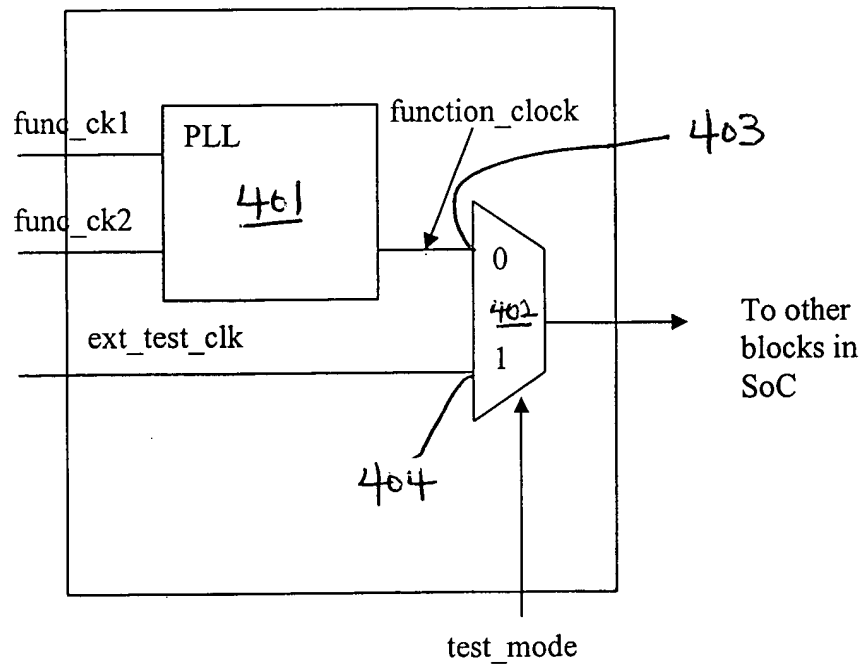 func_ck1
PLL
function_clock
403
401
func_ck2
0
402
ext_test_clk
1
To other
blocks in
SoC
404
test_mode